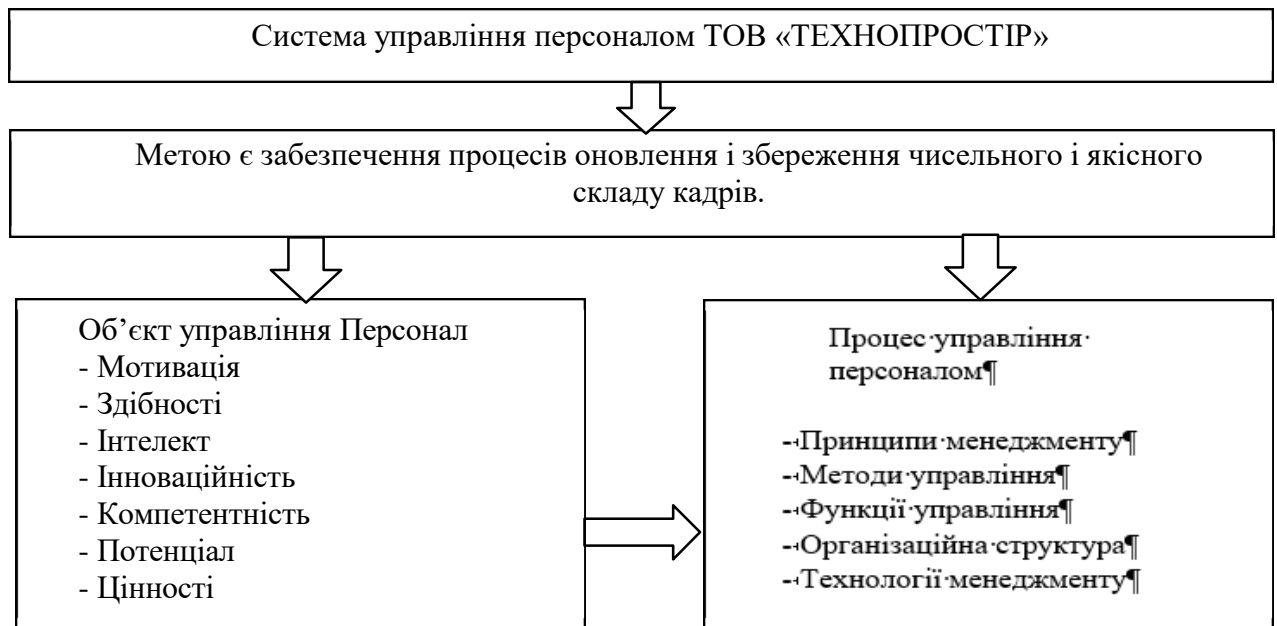 Система управління персоналом ТОВ «ТЕХНОПРОСТІР»
Метою є забезпечення процесів оновлення і збереження чисельного і якісного
складу кадрів.
Об’єкт управління Персонал
- Мотивація
- Здібності
- Інтелект
- Інноваційність
- Компетентність
- Потенціал
- Цінності
Процес·управління·
персоналом¶
-Принципи·менеджменту¶
-Методи·управління¶
-Функції·управління¶
-Організаційна·структура¶
-Технології·менеджменту¶